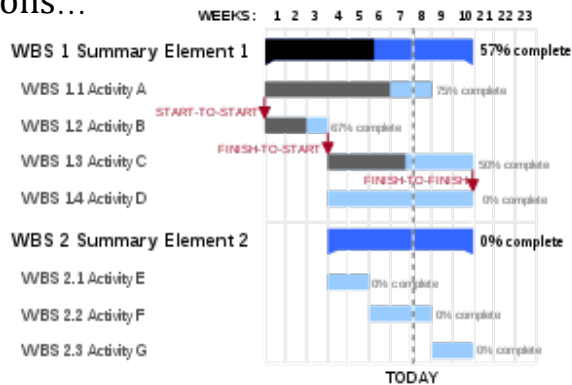 ons...
WEEKS: 1 2 3 4 5 6 7 8 9 10 21 22 23
WBS 1 Summary Element 1 57% complete
WBS 1.1 Activity A 75% complete
START-TO-START
WBS 1.2 Activity B 67% complete
FINISH-TO-START
WBS 1.3 Activity C 50% complete
FINISH-TO-FINISH
WBS 1.4 Activity D 0% complete
WBS 2 Summary Element 2 0% complete
WBS 2.1 Activity E 0% complete
WBS 2.2 Activity F 0% complete
WBS 2.3 Activity G 0% complete
TODAY